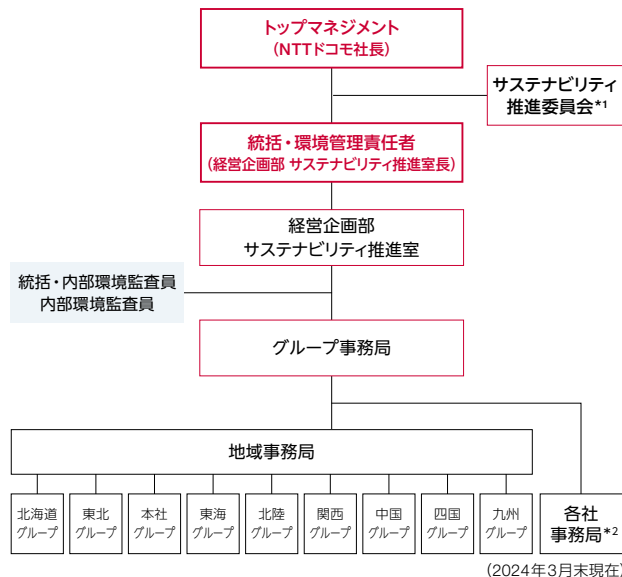 トップマネジメント
(NTTドコモ社長)
サステナビリティ
推進委員会*1
統括・環境管理責任者
(経営企画部 サステナビリティ推進室長)
経営企画部
サステナビリティ推進室
統括・内部環境監査員
内部環境監査員
グループ事務局
地域事務局
北海道
グループ
東北
グループ
本社
グループ
東海
グループ
北陸
グループ
関西
グループ
中国
グループ
四国
グループ
九州
グループ
各社
事務局*2
(2024年3月末現在)